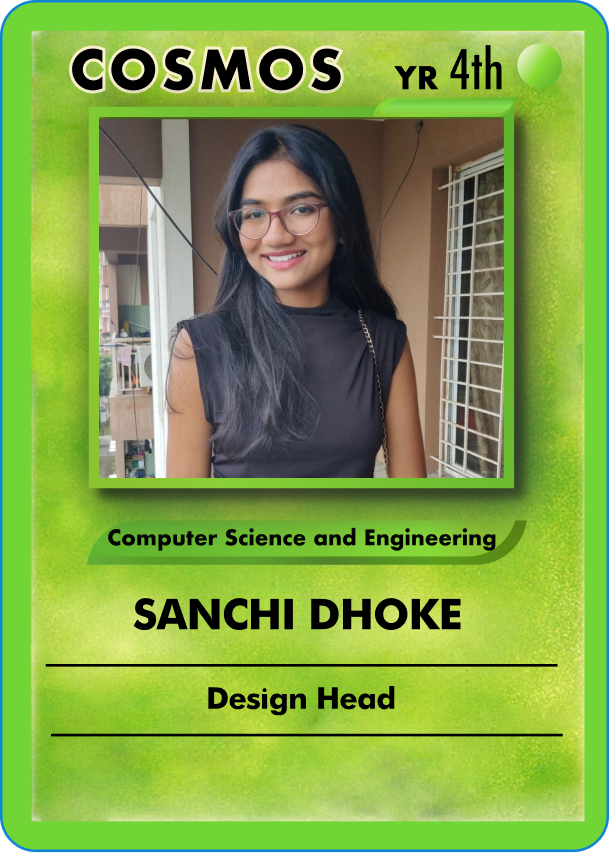 COSMOS YR 4th
Computer Science and Engineering
SANCHI DHOKE
Design Head